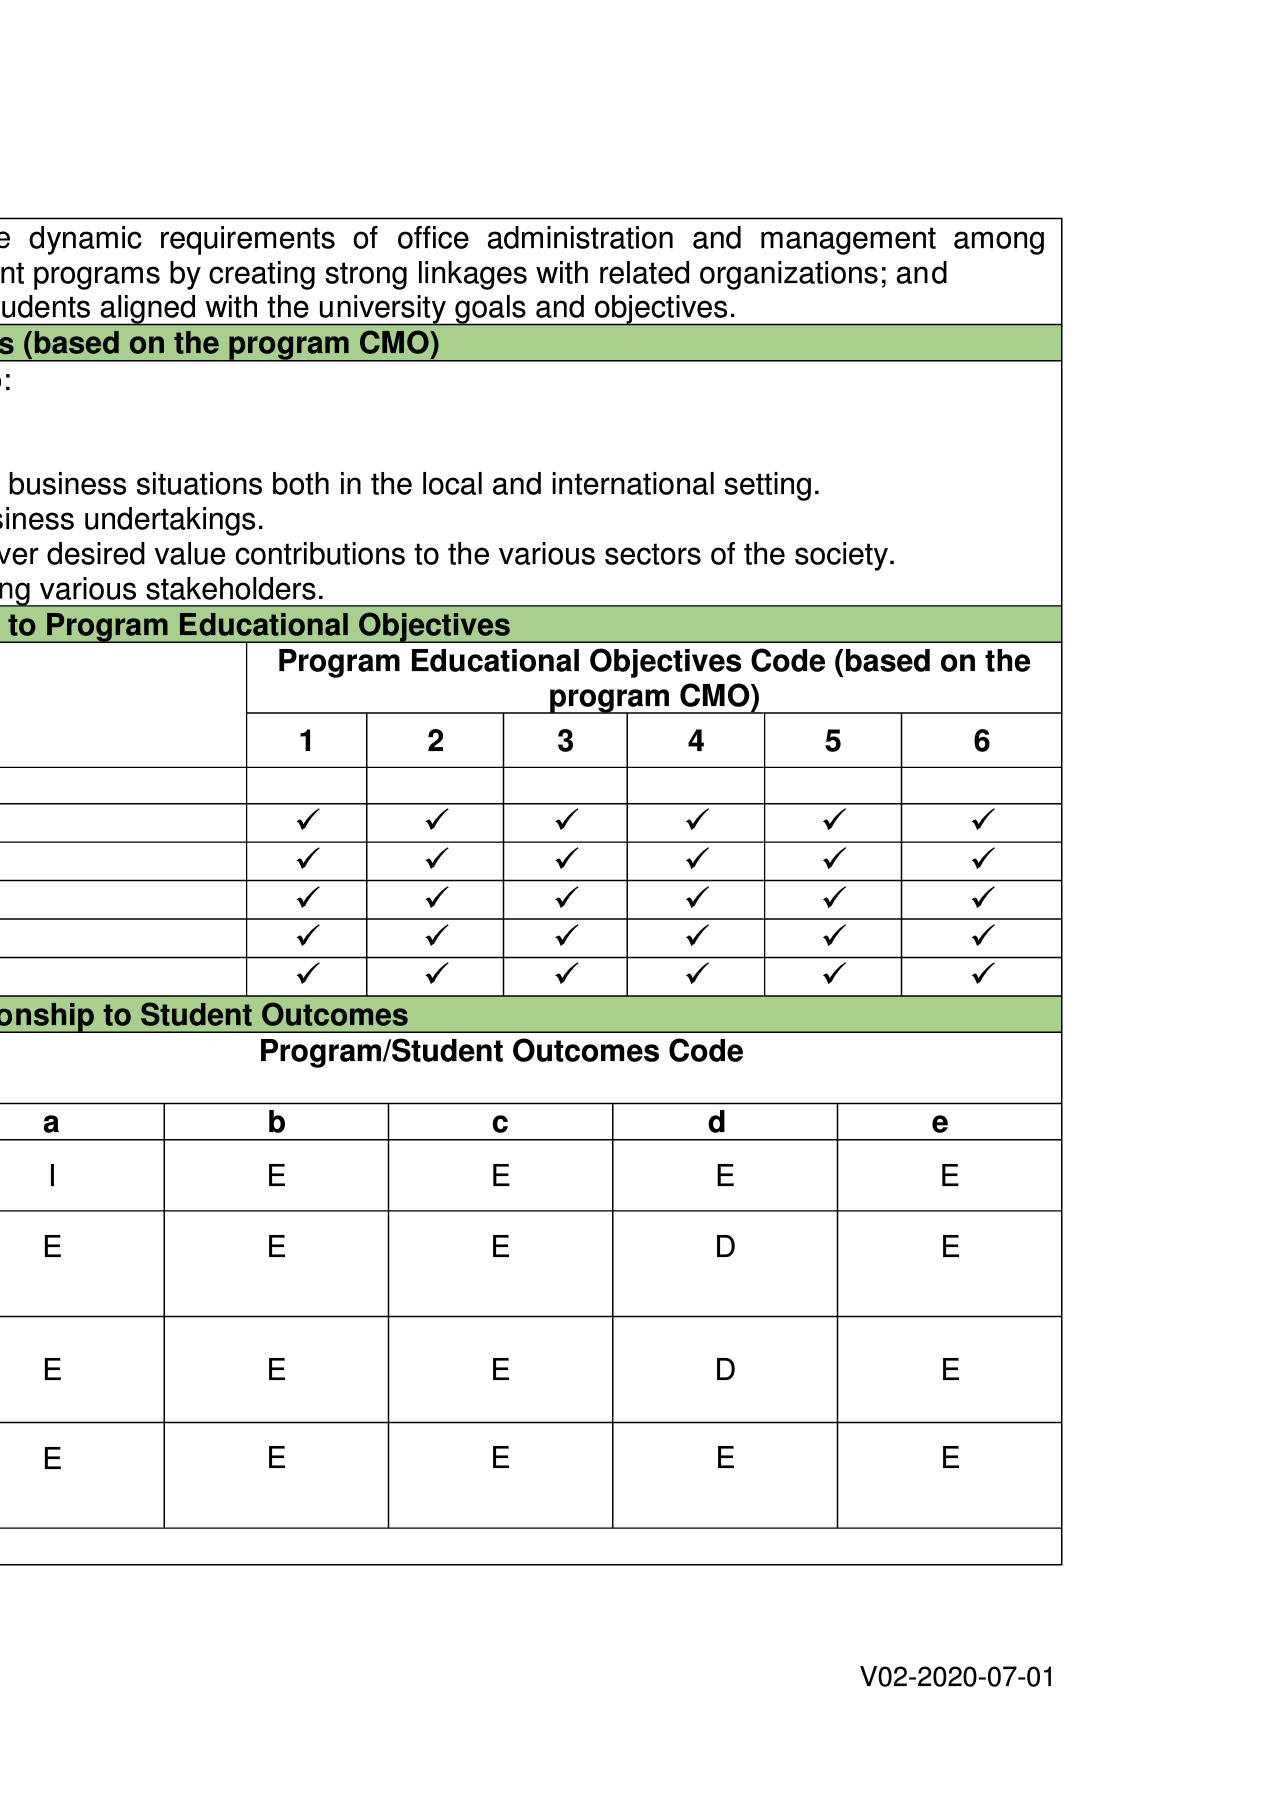 dynamic requirements of office administration and management among
nt programs by creating strong linkages with related organizations; and
udents aligned with the university goals and objectives.
s (based on the program CMO)
:
business situations both in the local and international setting.
siness undertakings.
ver desired value contributions to the various sectors of the society.
ng various stakeholders.
to Program Educational Objectives
Program Educational Objectives Code (based on the
program CMO)
1 2 3 4 5 6
✓ ✓ ✓ ✓ ✓ ✓
✓ ✓ ✓ ✓ ✓ ✓
✓ ✓ ✓ ✓ ✓ ✓
✓ ✓ ✓ ✓ ✓ ✓
✓ ✓ ✓ ✓ ✓ ✓
onship to Student Outcomes
Program/Student Outcomes Code
a b c d e
I E E E E
E E E D E
E E E D E
E E E E E
V02-2020-07-01